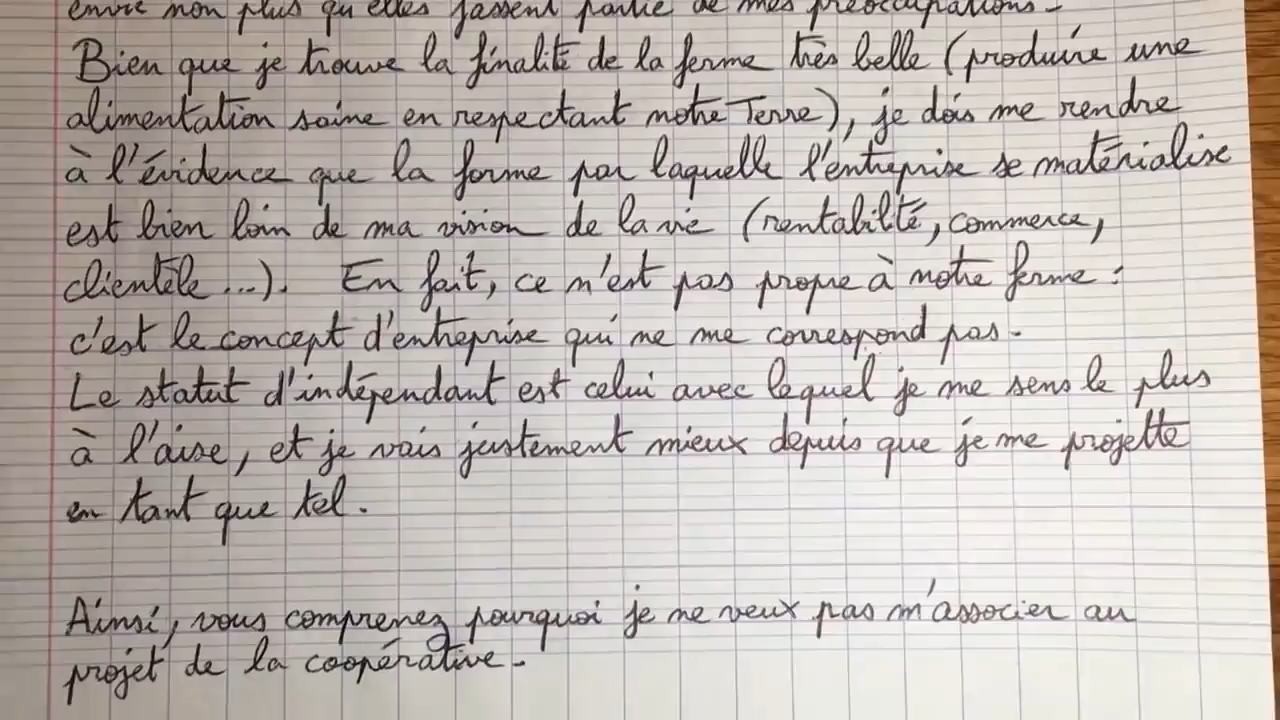 envie non plus qu'elles fassent partie de mes préoccupations.
Bien que je trouve la finalité de la ferme très belle (produire une
alimentation saine en respectant notre Terre), je dois me rendre
à l'évidence que la forme par laquelle l'entreprise se matérialise
est bien loin de ma vision de la vie (rentabilté, commerce,
clientèle...). En fait, ce n'est pas propre à notre ferme :
c'est le concept d'entreprise qui ne me correspond pas.
Le statut d'indépendant est celui avec lequel je me sens le plus
à l'aise, et je vais justement mieux depuis que je me projette
en tant que tel.
Ainsi, vous comprenez pourquoi je ne veux pas m'associer au
projet de la coopérative.